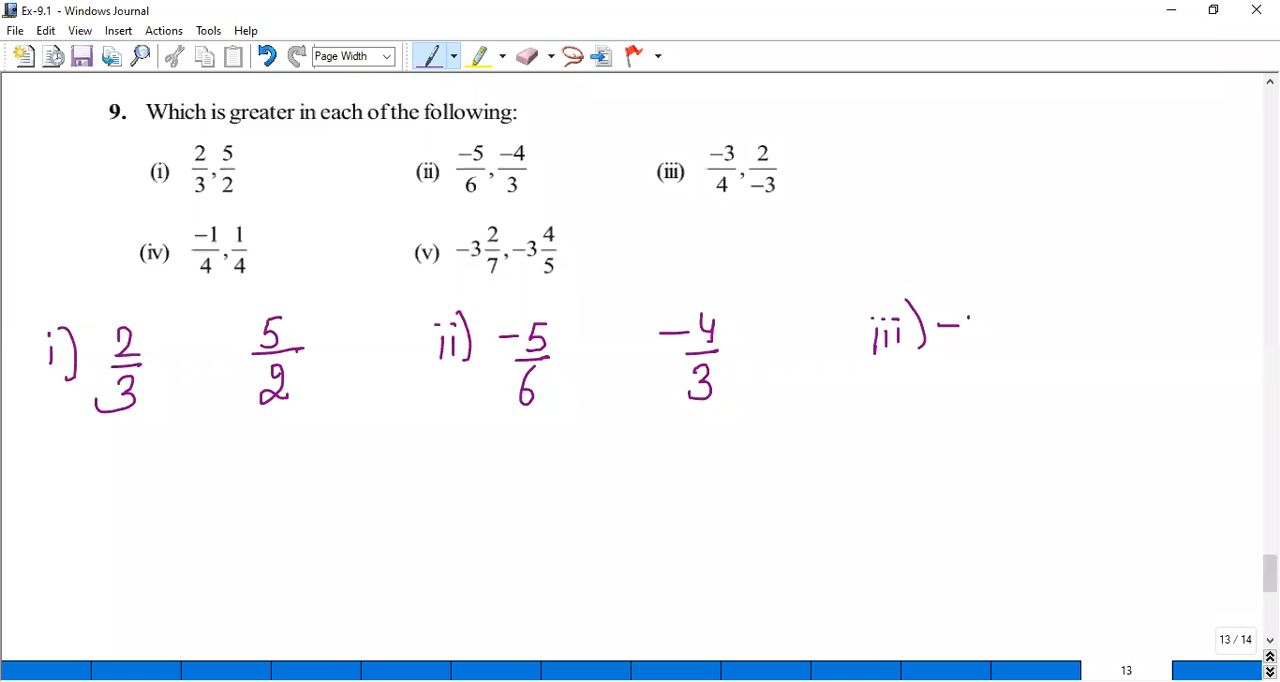 Ex-9.1 - Windows Journal
File Edit View Insert Actions Tools Help
Page Width
9. Which is greater in each of the following:
(i) 2/3, 5/2 (ii) -5/6, -4/3 (iii) -3/4, 2/-3
(iv) -1/4, 1/4 (v) -3 2/7, -3 4/5
i) 2/3 5/2 ii) -5/6 -4/3 iii) -
13 / 14
13